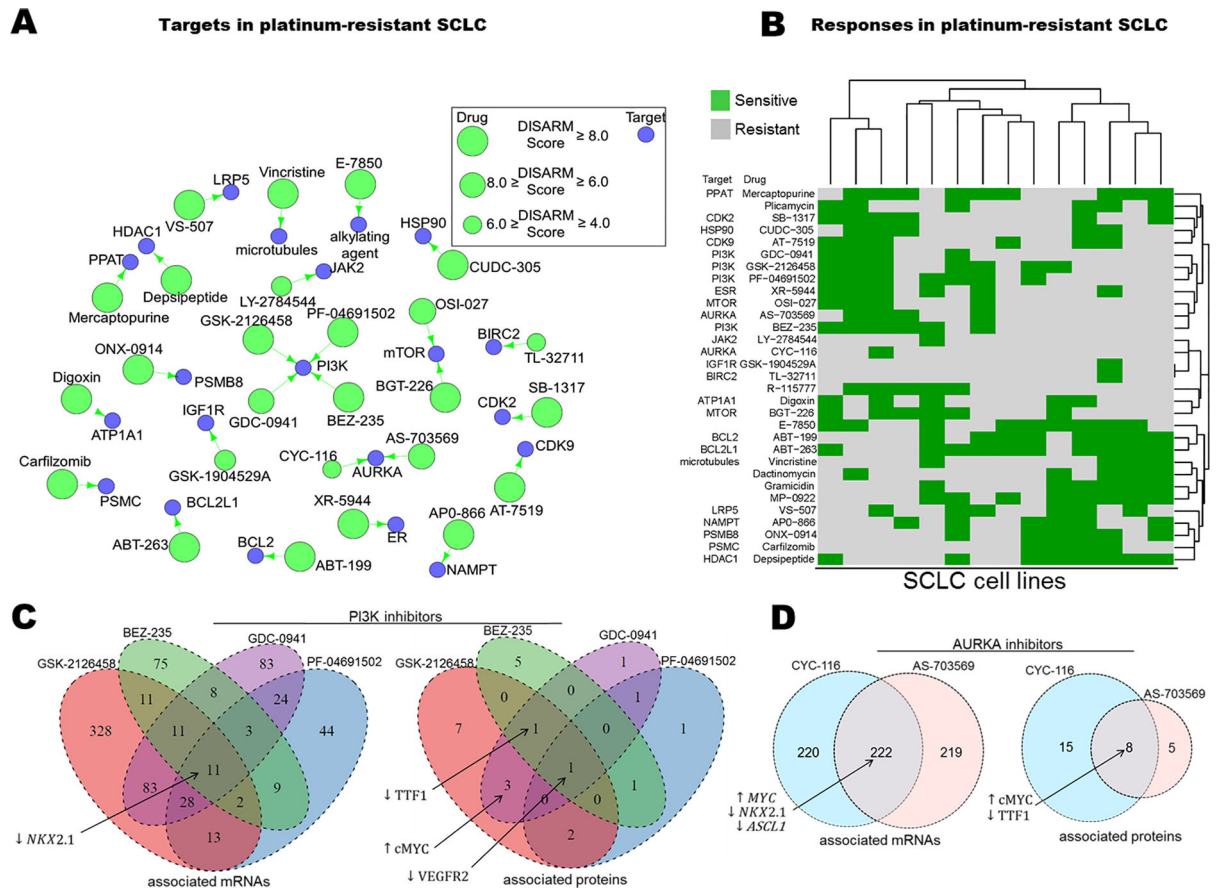 A Targets in platinum-resistant SCLC
Drug DISARM Score ≥ 8.0 Target
8.0 ≥ DISARM Score ≥ 6.0
6.0 ≥ DISARM Score ≥ 4.0
E-7850
Vincristine
LRP5
VS-507
microtubules
alkylating agent
HSP90
CUDC-305
HDAC1
PPAT
Depsipeptide
Mercaptopurine
JAK2
LY-2784544
GSK-2126458
PF-04691502
OSI-027
PI3K
mTOR
BIRC2
TL-32711
ONX-0914
PSMB8
Digoxin
ATP1A1
IGF1R
GDC-0941
BEZ-235
BGT-226
SB-1317
CDK2
CDK9
AS-703569
CYC-116
AURKA
GSK-1904529A
Carfilzomib
PSMC
BCL2L1
XR-5944
ER
AP0-866
AT-7519
ABT-263
BCL2
ABT-199
NAMPT
B Responses in platinum-resistant SCLC
Sensitive
Resistant
Target Drug
PPAT Mercaptopurine
Plicamycin
CDK2 SB-1317
HSP90 CUDC-305
CDK9 AT-7519
PI3K GDC-0941
PI3K GSK-2126458
PI3K PF-04691502
ESR XR-5944
MTOR OSI-027
AURKA AS-703569
PI3K BEZ-235
JAK2 LY-2784544
AURKA CYC-116
IGF1R GSK-1904529A
BIRC2 TL-32711
R-115777
ATP1A1 Digoxin
MTOR BGT-226
E-7850
BCL2 ABT-199
BCL2L1 ABT-263
microtubules Vincristine
Dactinomycin
Gramicidin
MP-0922
LRP5 VS-507
NAMPT AP0-866
PSMB8 ONX-0914
PSMC Carfilzomib
HDAC1 Depsipeptide
SCLC cell lines
C PI3K inhibitors
BEZ-235 GDC-0941
GSK-2126458 PF-04691502
75 83
11 8 24
328 11 3 44
11
83 9
28 2
13
↓ NKX2.1
associated mRNAs
BEZ-235 GDC-0941
GSK-2126458 PF-04691502
5 1
0 0 1
7 1 0 1
1
3 1
0 0
2
↓ TTF1
↑ cMYC
↓ VEGFR2
associated proteins
D AURKA inhibitors
CYC-116 AS-703569
220 222 219
↑ MYC
↓ NKX2.1
↓ ASCL1
associated mRNAs
CYC-116
AS-703569
15 8 5
↑ cMYC
↓ TTF1
associated proteins